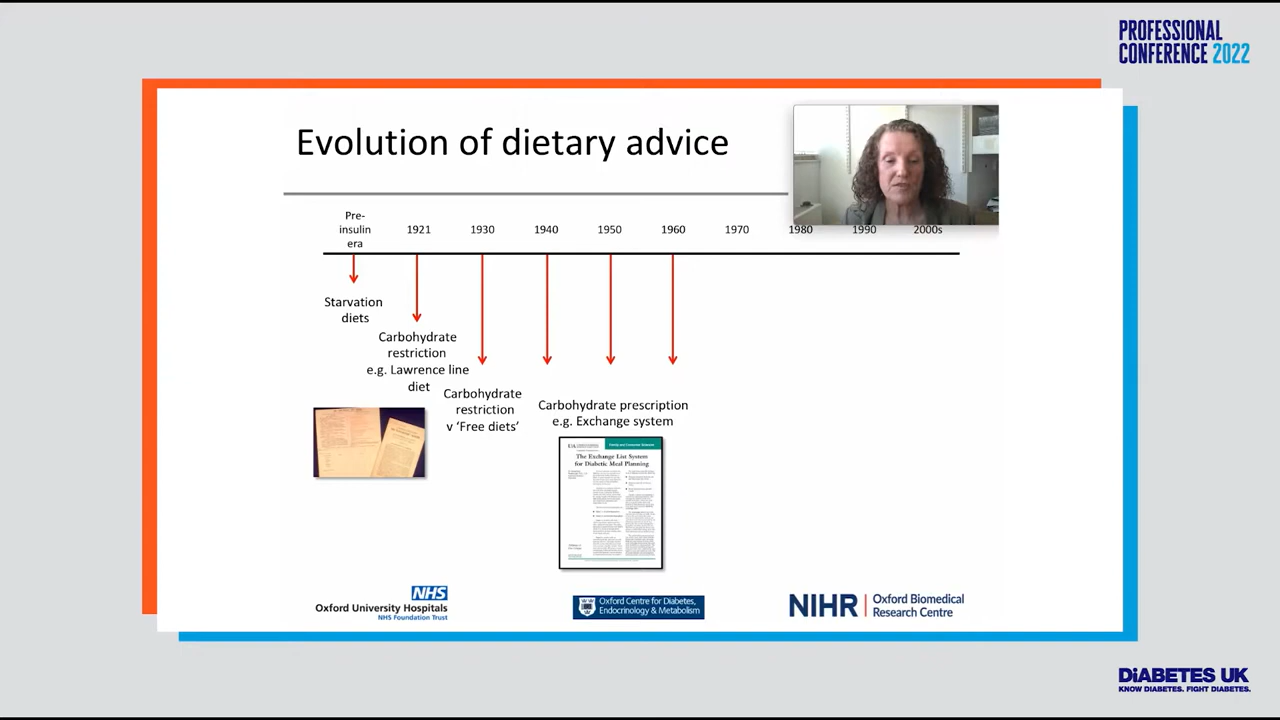 PROFESSIONAL
CONFERENCE 2022
Evolution of dietary advice
Pre-
insulin
era
1921
1930
1940
1950
1960
1970
1980
1990
2000s
Starvation
diets
Carbohydrate
restriction
e.g. Lawrence line
diet
Carbohydrate
restriction
v 'Free diets'
Carbohydrate prescription
e.g. Exchange system
The Exchange List System
for Diabetic Meal Planning
NHS
Oxford University Hospitals
NHS Foundation Trust
Oxford Centre for Diabetes,
Endocrinology & Metabolism
NIHR
Oxford Biomedical
Research Centre
DiABETES UK
KNOW DIABETES. FIGHT DIABETES.